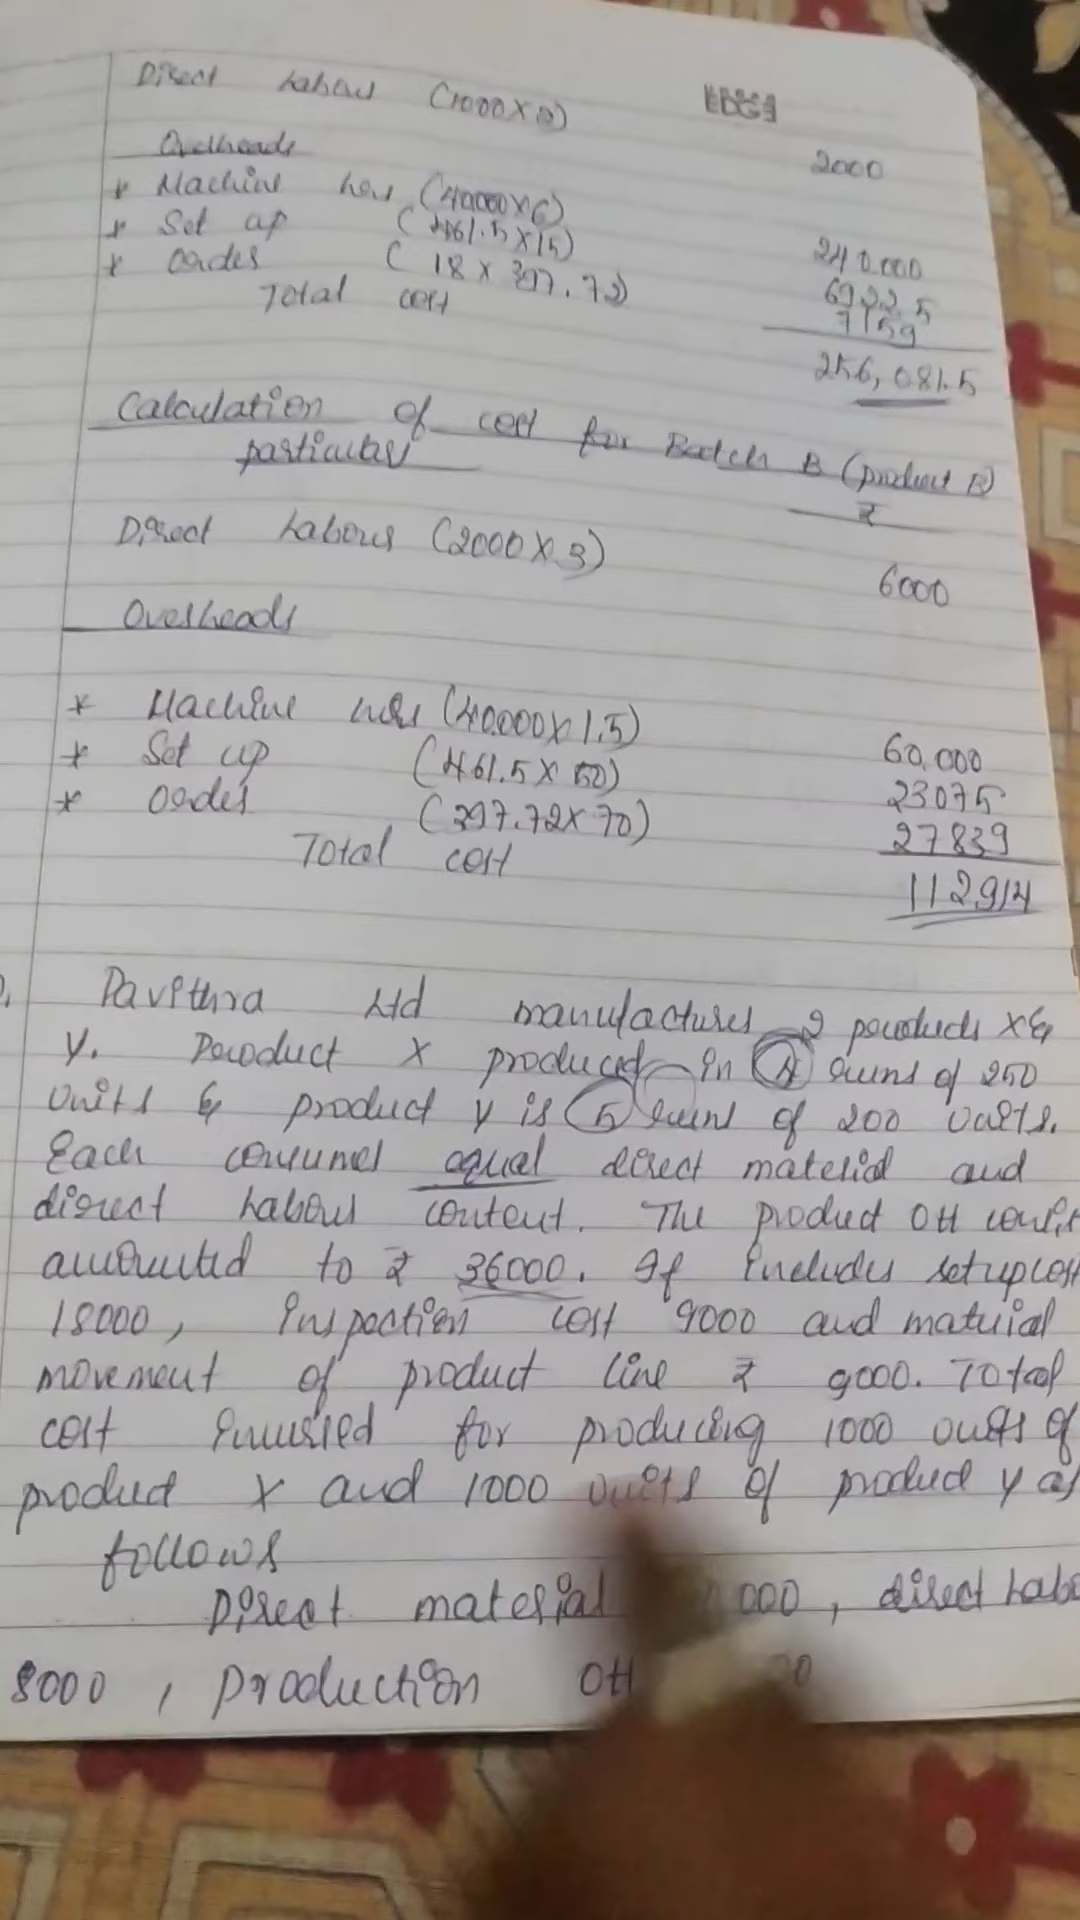 Direct Labour (1000×2)
2000
Overheads
* Machine hrs (40000×6) 240.000
* Set up (461.5×15) 6922.5
* Orders (18 × 397.72) 7159
Total cost 256,081.5
Calculation of cost for Batch B (product B)
particular ₹
Direct Labour (2000×3) 6000
Overheads
* Machine hrs (40.000×1.5) 60.000
* Set up (461.5×50) 23075
* Orders (397.72×70) 27839
Total cost 112914
Pavithra Ltd manufactures 2 products X &
Y. Product X produced in 4 runs of 250
units & product Y is 5 runs of 200 units.
Each consumes equal direct material and
direct Labour content. The product OH
amounted to ₹ 36000. It includes setup cost
18000, Inspection cost 9000 and material
movement of product line ₹ 9000. Total
cost incurred for producing 1000 units of
product X and 1000 units of product Y as
follows
Direct material 000, direct
8000, production OH